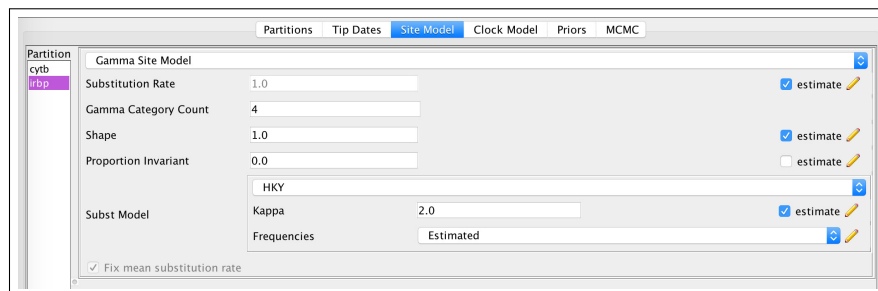 Partitions Tip Dates Site Model Clock Model Priors MCMC
Partition
cytb
irbp
Gamma Site Model
Substitution Rate 1.0 estimate
Gamma Category Count 4
Shape 1.0 estimate
Proportion Invariant 0.0 estimate
HKY
Subst Model Kappa 2.0 estimate
Frequencies Estimated
Fix mean substitution rate